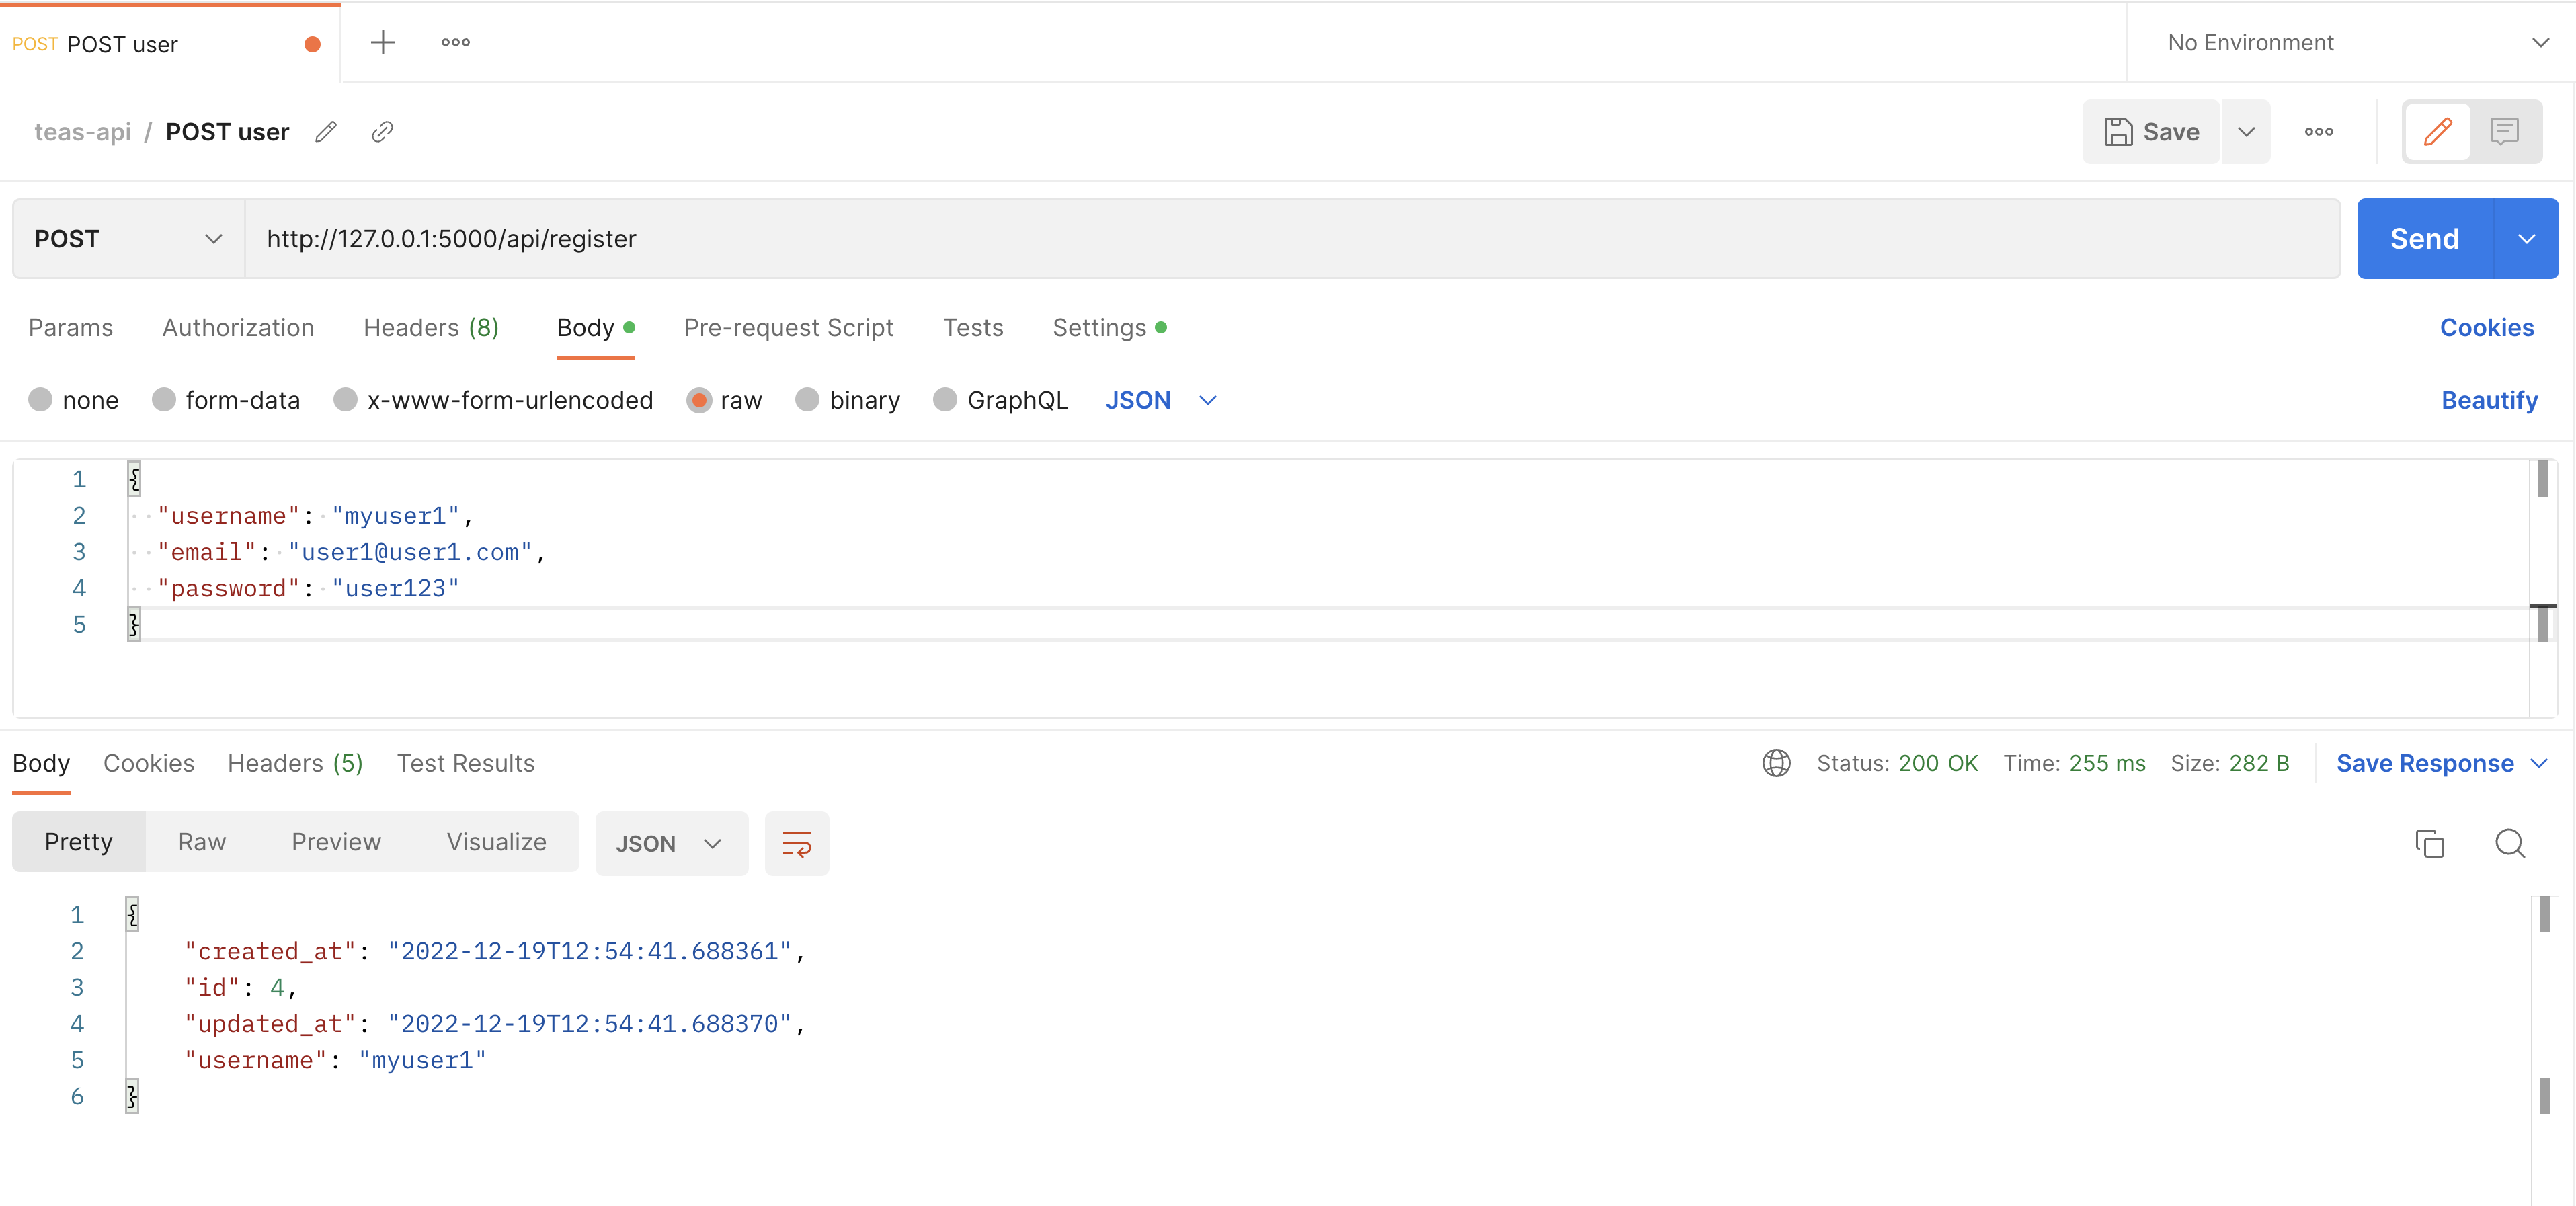 POST POST user No Environment
teas-api / POST user Save
POST http://127.0.0.1:5000/api/register Send
Params Authorization Headers (8) Body Pre-request Script Tests Settings Cookies
none form-data x-www-form-urlencoded raw binary GraphQL JSON Beautify
1 {
2 "username": "myuser1",
3 "email": "user1@user1.com",
4 "password": "user123"
5 }
Body Cookies Headers (5) Test Results Status: 200 OK Time: 255 ms Size: 282 B Save Response
Pretty Raw Preview Visualize JSON
1 {
2 "created_at": "2022-12-19T12:54:41.688361",
3 "id": 4,
4 "updated_at": "2022-12-19T12:54:41.688370",
5 "username": "myuser1"
6 }